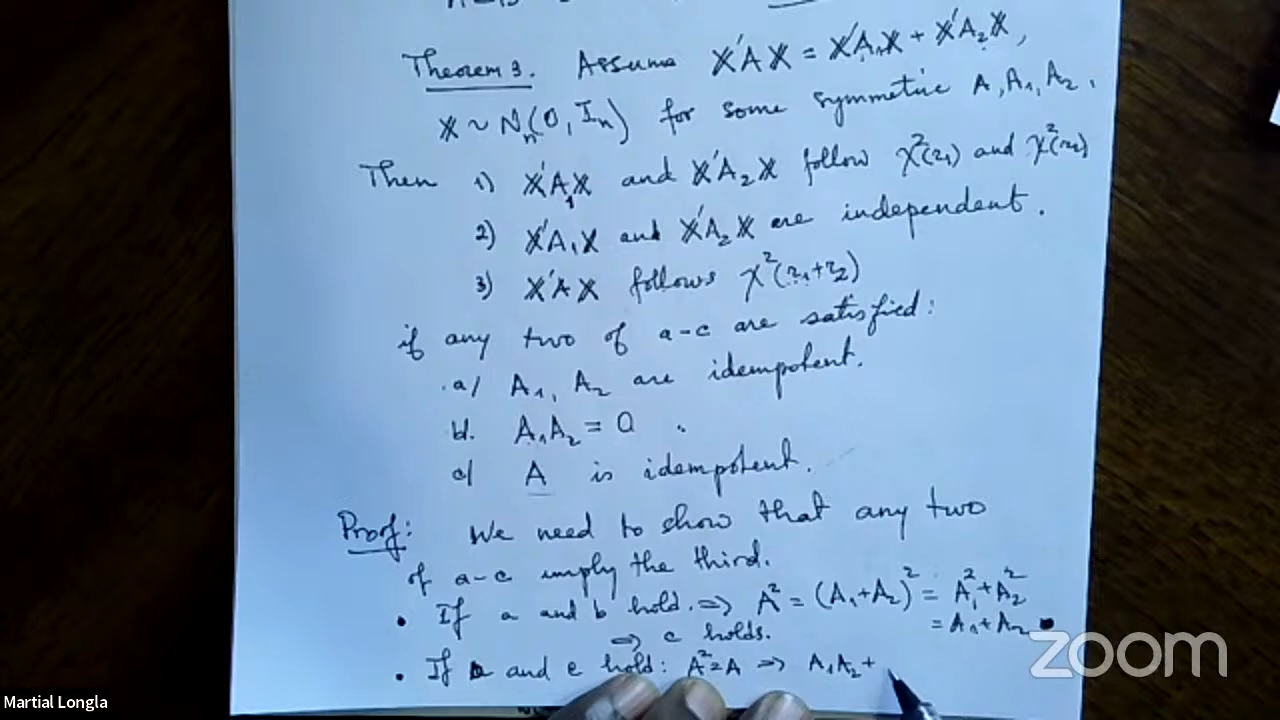 Theorem 3. Assume X'AX = X'A₁X + X'A₂X,
X ~ Nₙ(0, Iₙ) for some symmetric A, A₁, A₂.
Then 1) X'A₁X and X'A₂X follow χ²(r₁) and χ²(r₂)
2) X'A₁X and X'A₂X are independent.
3) X'AX follows χ²(r₁+r₂)
if any two of a-c are satisfied:
a/ A₁, A₂ are idempotent.
b/. A₁A₂ = 0.
c/ A is idempotent.
Proof: We need to show that any two
of a-c imply the third.
• If a and b hold. => A² = (A₁+A₂)² = A₁² + A₂²
= A₁+A₂
=> c holds.
• If and c hold: A²=A => A₁A₂+
zoom
Martial Longla